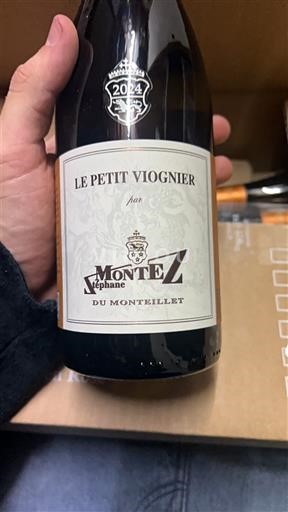 2024
LE PETIT VIOGNIER
par
MONTEZ
Stéphane
DU MONTEILLET